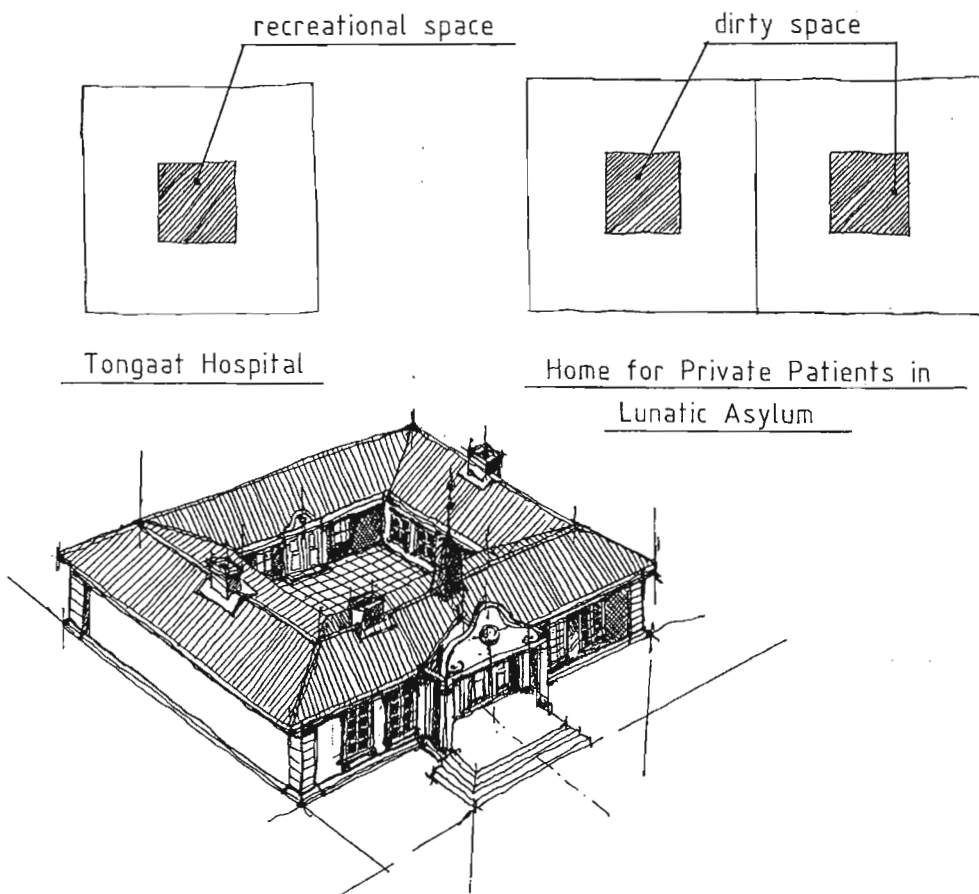 recreational space
dirty space
Tongaat Hospital
Home for Private Patients in
Lunatic Asylum